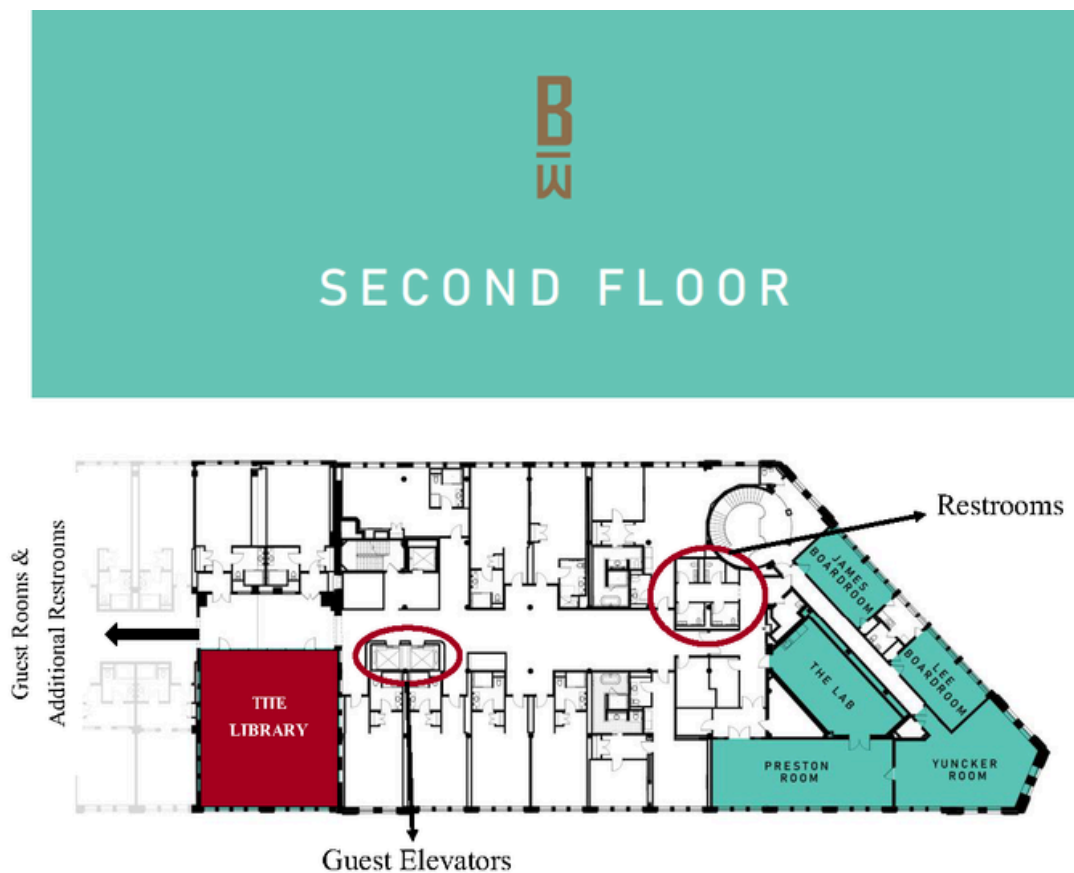 B
W
SECOND FLOOR
Guest Rooms &
Additional Restrooms
Restrooms
JAMES
BOARDROOM
LEE
BOARDROOM
THE LAB
THE
LIBRARY
PRESTON
ROOM
YUNCKER
ROOM
Guest Elevators